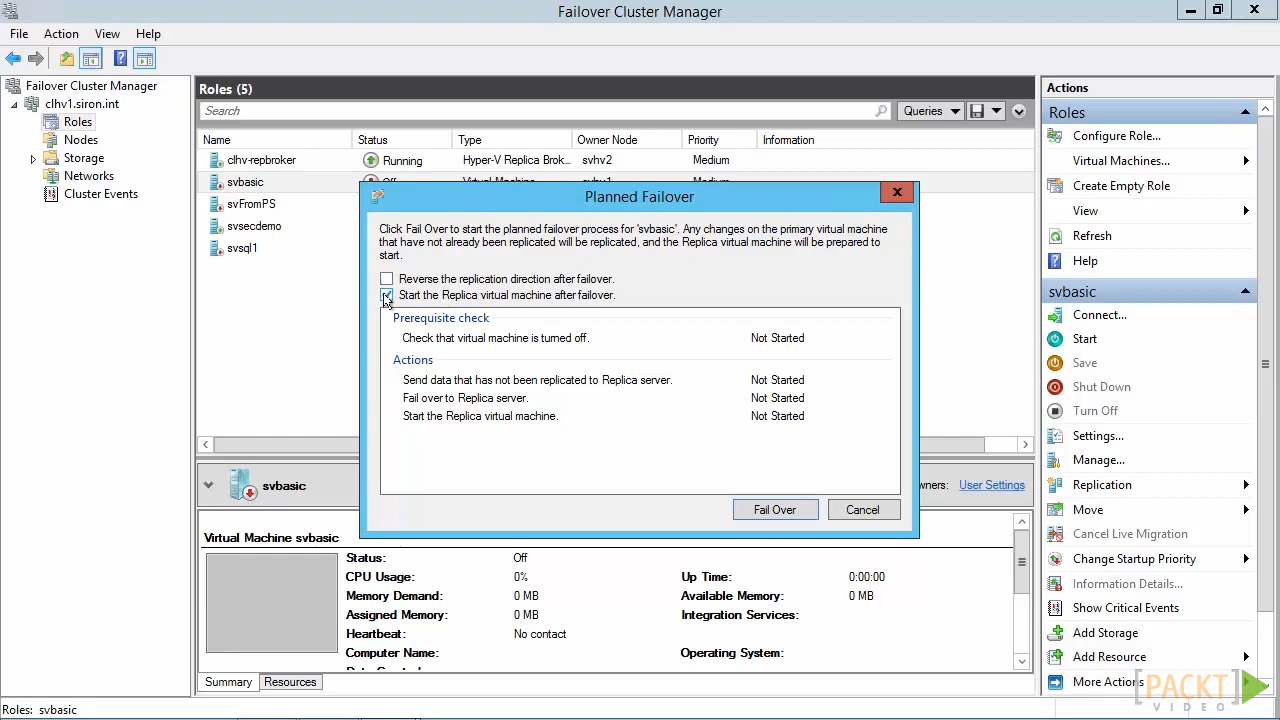 Failover Cluster Manager
File Action View Help
Failover Cluster Manager
clhv1.siron.int
Roles
Nodes
Storage
Networks
Cluster Events
Roles (5)
Search
Queries
Name Status Type Owner Node Priority Information
clhv-repbroker Running Hyper-V Replica Brok... svhv2 Medium
svbasic Off Virtual Machine svhv1 Medium
svFromPS
svsecdemo
svsql1
Planned Failover
Click Fail Over to start the planned failover process for 'svbasic'. Any changes on the primary virtual machine
that have not already been replicated will be replicated, and the Replica virtual machine will be prepared to
start.
Reverse the replication direction after failover.
Start the Replica virtual machine after failover.
Prerequisite check
Check that virtual machine is turned off. Not Started
Actions
Send data that has not been replicated to Replica server. Not Started
Fail over to Replica server. Not Started
Start the Replica virtual machine. Not Started
Fail Over Cancel
svbasic
wners: User Settings
Virtual Machine svbasic
Status: Off
CPU Usage: 0% Up Time: 0:00:00
Memory Demand: 0 MB Available Memory: 0 MB
Assigned Memory: 0 MB Integration Services:
Heartbeat: No contact
Computer Name: Operating System:
Summary Resources
Roles: svbasic
Actions
Roles
Configure Role...
Virtual Machines...
Create Empty Role
View
Refresh
Help
svbasic
Connect...
Start
Save
Shut Down
Turn Off
Settings...
Manage...
Replication
Move
Cancel Live Migration
Change Startup Priority
Information Details...
Show Critical Events
Add Storage
Add Resource
More Actions
[PACKT]
VIDEO